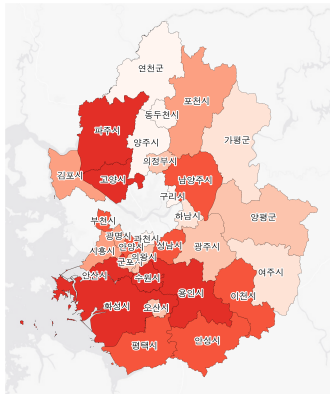 연천군
포천시
동두천시
파주시
가평군
양주시
의정부시
김포시
고양시
남양주시
구리시
하남시
양평군
부천시
광명시
과천시
시흥시
안양시
성남시
광주시
군포시
의왕시
여주시
안산시
수원시
용인시
이천시
화성시
오산시
평택시
안성시